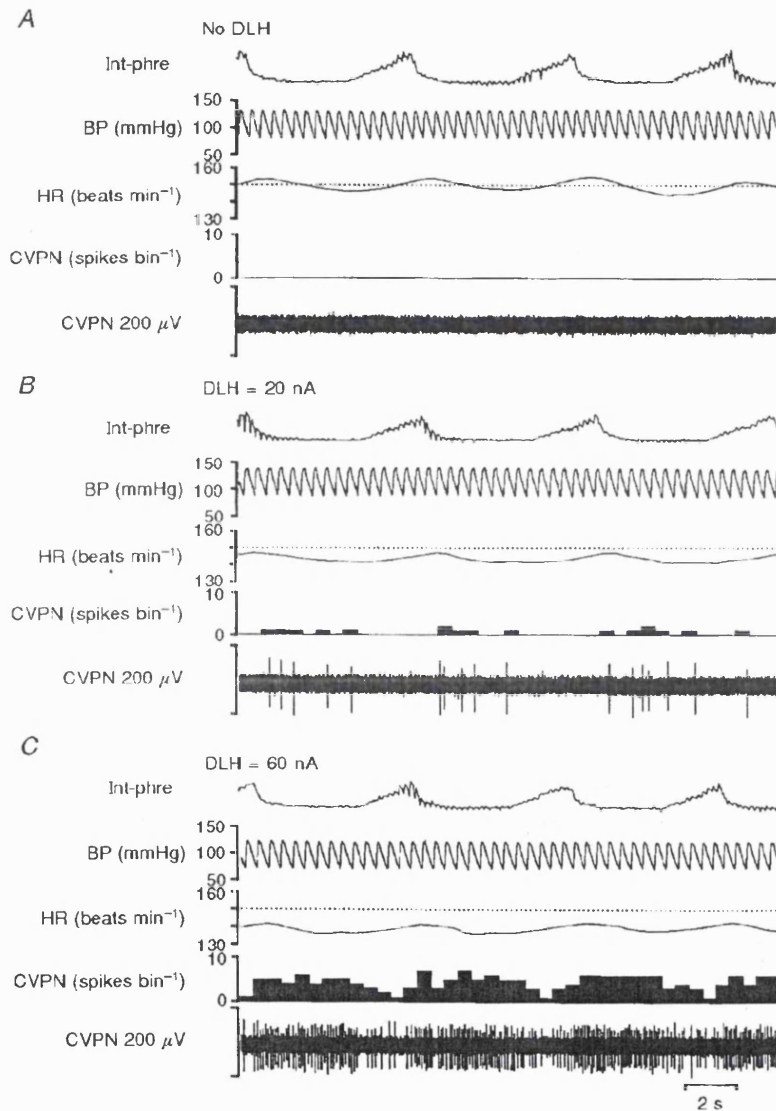 A
No DLH
Int-phre
BP (mmHg)
150
100
50
HR (beats min⁻¹)
160
130
CVPN (spikes bin⁻¹)
10
0
CVPN 200 µV
B
DLH = 20 nA
Int-phre
BP (mmHg)
150
100
50
HR (beats min⁻¹)
160
130
CVPN (spikes bin⁻¹)
10
0
CVPN 200 µV
C
DLH = 60 nA
Int-phre
BP (mmHg)
150
100
50
HR (beats min⁻¹)
160
130
CVPN (spikes bin⁻¹)
10
0
CVPN 200 µV
2 s